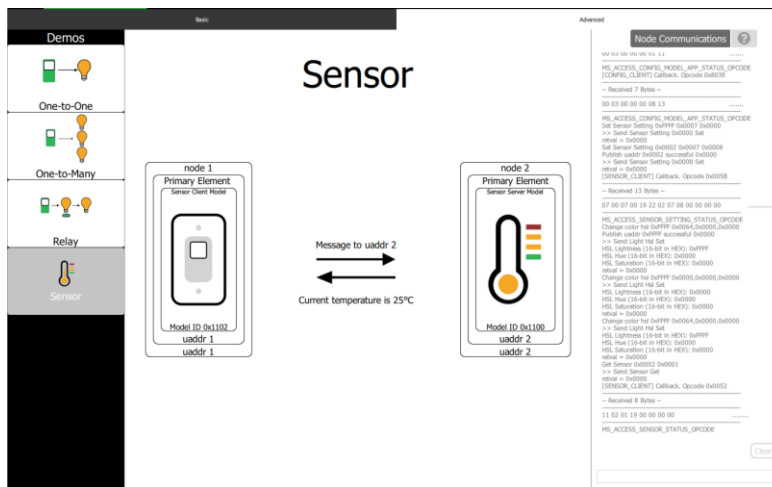 Basic
Advanced
Demos
One-to-One
One-to-Many
Relay
Sensor
Sensor
node 1
Primary Element
Sensor Client Model
Model ID 0x1102
uaddr 1
uaddr 1
Message to uaddr 2
Current temperature is 25°C
node 2
Primary Element
Sensor Server Model
Model ID 0x1100
uaddr 2
uaddr 2
Node Communications ?
00 03 00 00 00 01 11 .......
MS_ACCESS_CONFIG_MODEL_APP_STATUS_OPCODE
[CONFIG_CLIENT] Callback. Opcode 0x803E
-- Received 7 Bytes --
00 03 00 00 00 08 13 .......
MS_ACCESS_CONFIG_MODEL_APP_STATUS_OPCODE
Set Sensor Setting 0xFFFF 0x0007 0x0000
>> Send Sensor Setting 0x0000 Set
retval = 0x0000
Set Sensor Setting 0x0002 0x0007 0x0008
Publish uaddr 0x0002 successful 0x0000
>> Send Sensor Setting 0x0008 Set
retval = 0x0000
[SENSOR_CLIENT] Callback. Opcode 0x005B
-- Received 13 Bytes --
07 00 07 00 19 22 02 07 08 00 00 00 00 .............
MS_ACCESS_SENSOR_SETTING_STATUS_OPCODE
Change color hsl 0xFFFF 0x0064,0x0000,0x0000
Publish uaddr 0xFFFF successful 0x0000
>> Send Light Hsl Set
HSL Lightness (16-bit in HEX): 0xFFFF
HSL Hue (16-bit in HEX): 0x0000
HSL Saturation (16-bit in HEX): 0x0000
retval = 0x0000
Change color hsl 0xFFFF 0x0000,0x0000,0x0000
>> Send Light Hsl Set
HSL Lightness (16-bit in HEX): 0x0000
HSL Hue (16-bit in HEX): 0x0000
HSL Saturation (16-bit in HEX): 0x0000
retval = 0x0000
Change color hsl 0xFFFF 0x0064,0x0000,0x0000
>> Send Light Hsl Set
HSL Lightness (16-bit in HEX): 0xFFFF
HSL Hue (16-bit in HEX): 0x0000
HSL Saturation (16-bit in HEX): 0x0000
retval = 0x0000
Get Sensor 0x0002 0x0001
>> Send Sensor Get
retval = 0x0000
[SENSOR_CLIENT] Callback. Opcode 0x0052
-- Received 8 Bytes --
11 02 01 19 00 00 00 00 ........
MS_ACCESS_SENSOR_STATUS_OPCODE
Clear